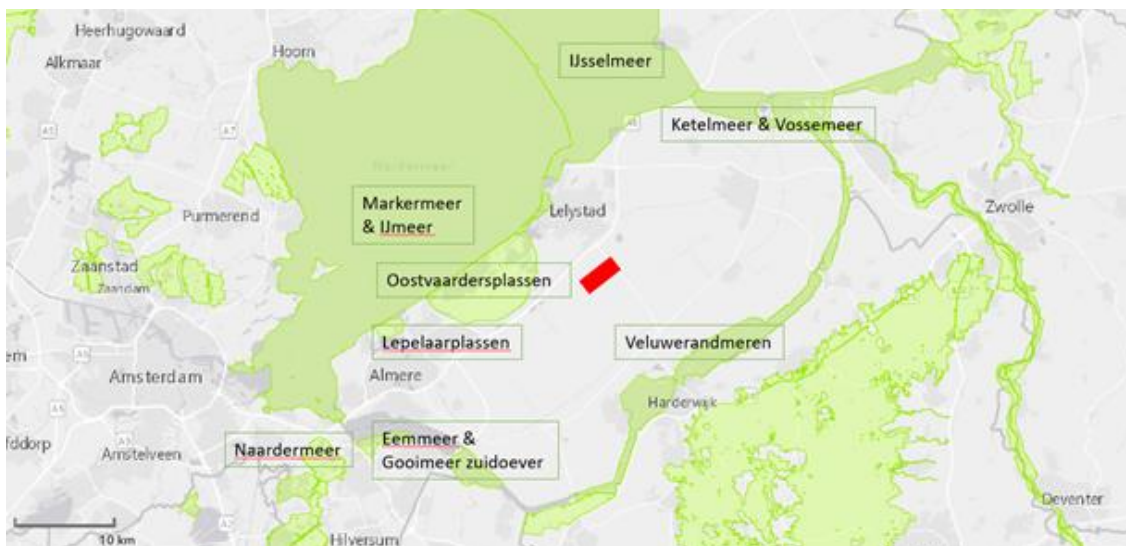 Heerhugowaard
Alkmaar
Hoorn
IJsselmeer
A7
Ketelmeer & Vossemeer
Markermeer
& IJmeer
Purmerend
Lelystad
Zwolle
Zaanstad
Zaandam
Oostvaardersplassen
Lepelaarplassen
Veluwerandmeren
Almere
Amsterdam
Harderwijk
Naardermeer
Eemmeer &
Gooimeer zuidoever
Amstelveen
Deventer
10 km
Hilversum